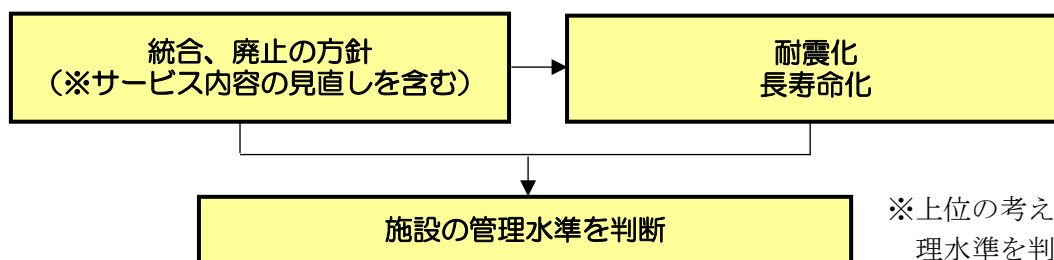 統合、廃止の方針
（※サービス内容の見直しを含む）
耐震化
長寿命化
施設の管理水準を判断
※上位の考え
理水準を判